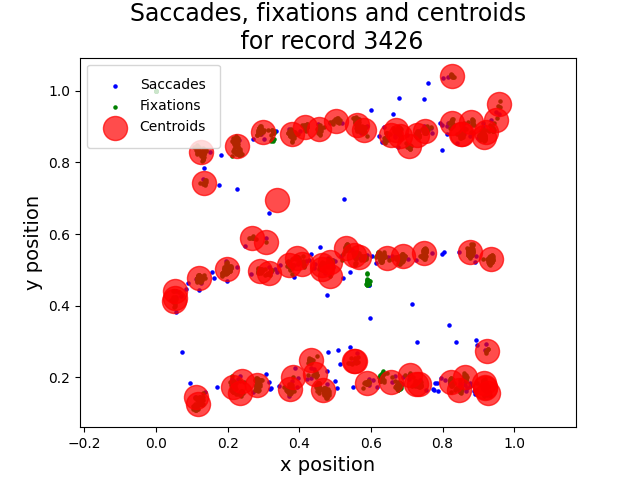 Saccades, fixations and centroids
for record 3426
Saccades
Fixations
Centroids
1.0
0.8
0.6
0.4
0.2
y position
−0.2
0.0
0.2
0.4
0.6
0.8
1.0
x position